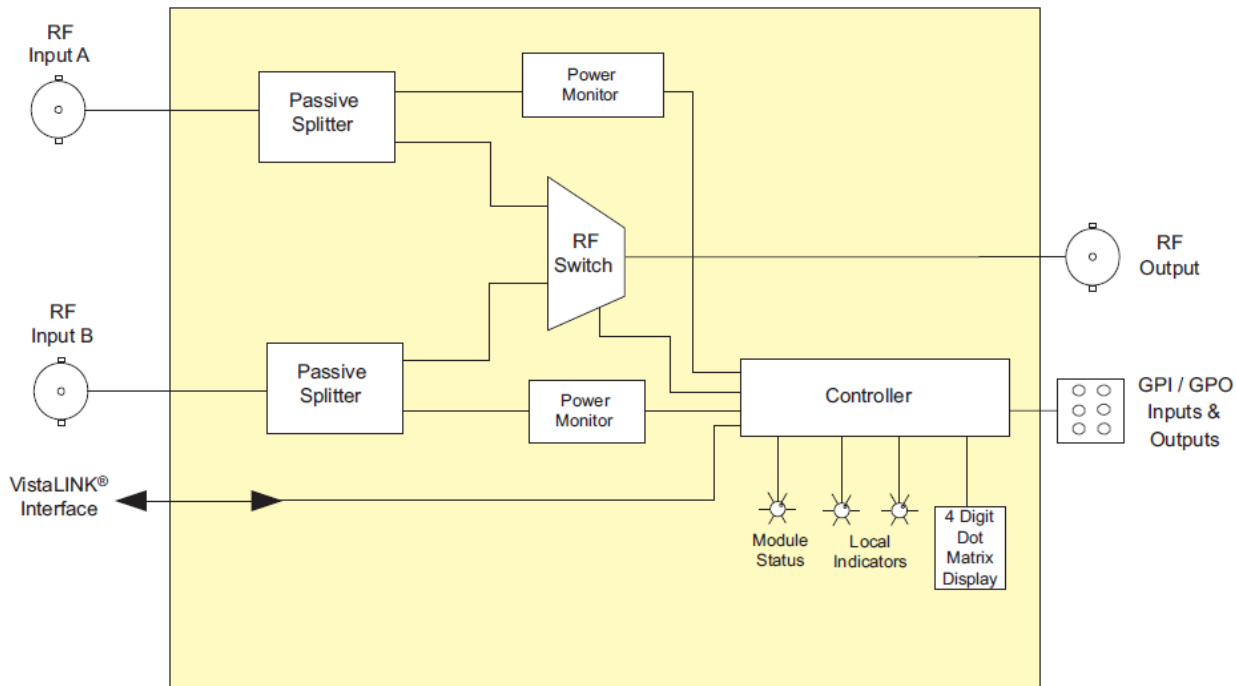 RF
Input A
Passive
Splitter
Power
Monitor
RF
Switch
RF
Output
RF
Input B
Passive
Splitter
Power
Monitor
Controller
GPI / GPO
Inputs &
Outputs
VistaLINK®
Interface
Module
Status
Local
Indicators
4 Digit
Dot
Matrix
Display